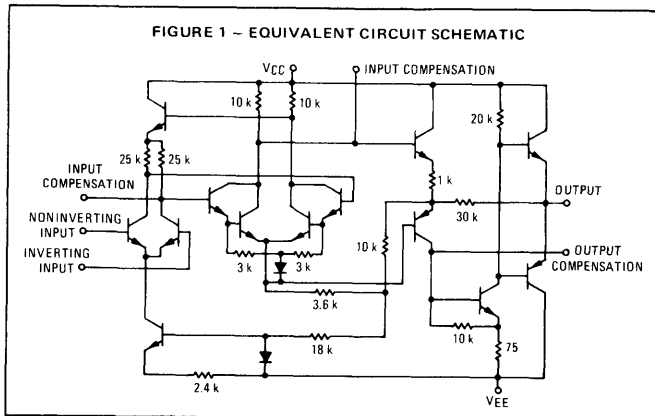 FIGURE 1 – EQUIVALENT CIRCUIT SCHEMATIC
VCC
INPUT COMPENSATION
10 k
10 k
20 k
25 k
25 k
INPUT
COMPENSATION
1 k
OUTPUT
NONINVERTING
INPUT
30 k
INVERTING
INPUT
10 k
OUTPUT
COMPENSATION
3 k
3 k
3.6 k
18 k
10 k
75
2.4 k
VEE